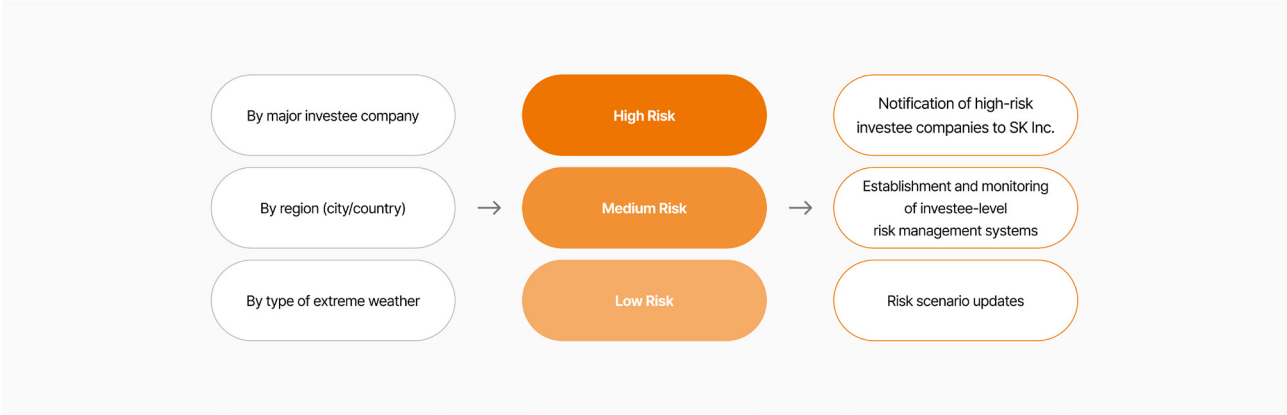 By major investee company
By region (city/country)
By type of extreme weather
High Risk
Medium Risk
Low Risk
Notification of high-risk
investee companies to SK Inc.
Establishment and monitoring
of investee-level
risk management systems
Risk scenario updates